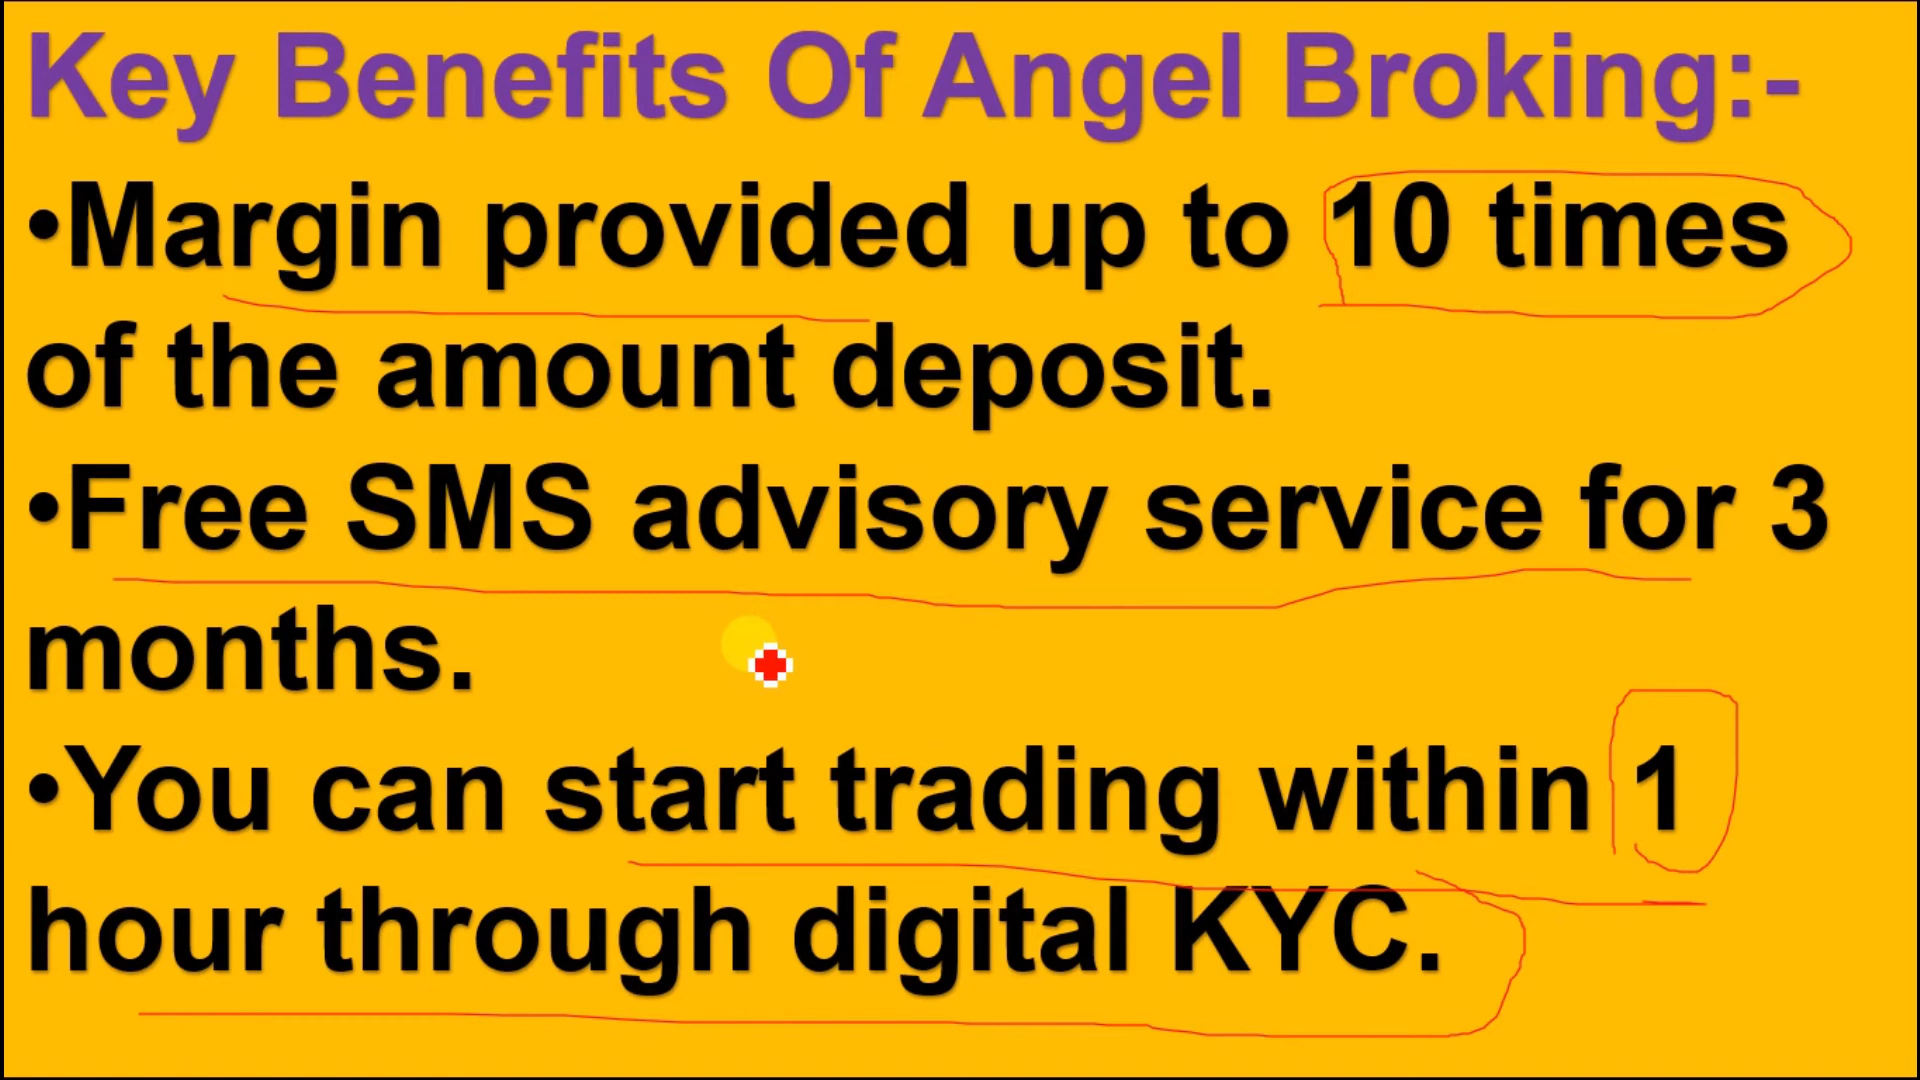 Key Benefits Of Angel Broking:-
•Margin provided up to 10 times
of the amount deposit.
•Free SMS advisory service for 3
months.
•You can start trading within 1
hour through digital KYC.